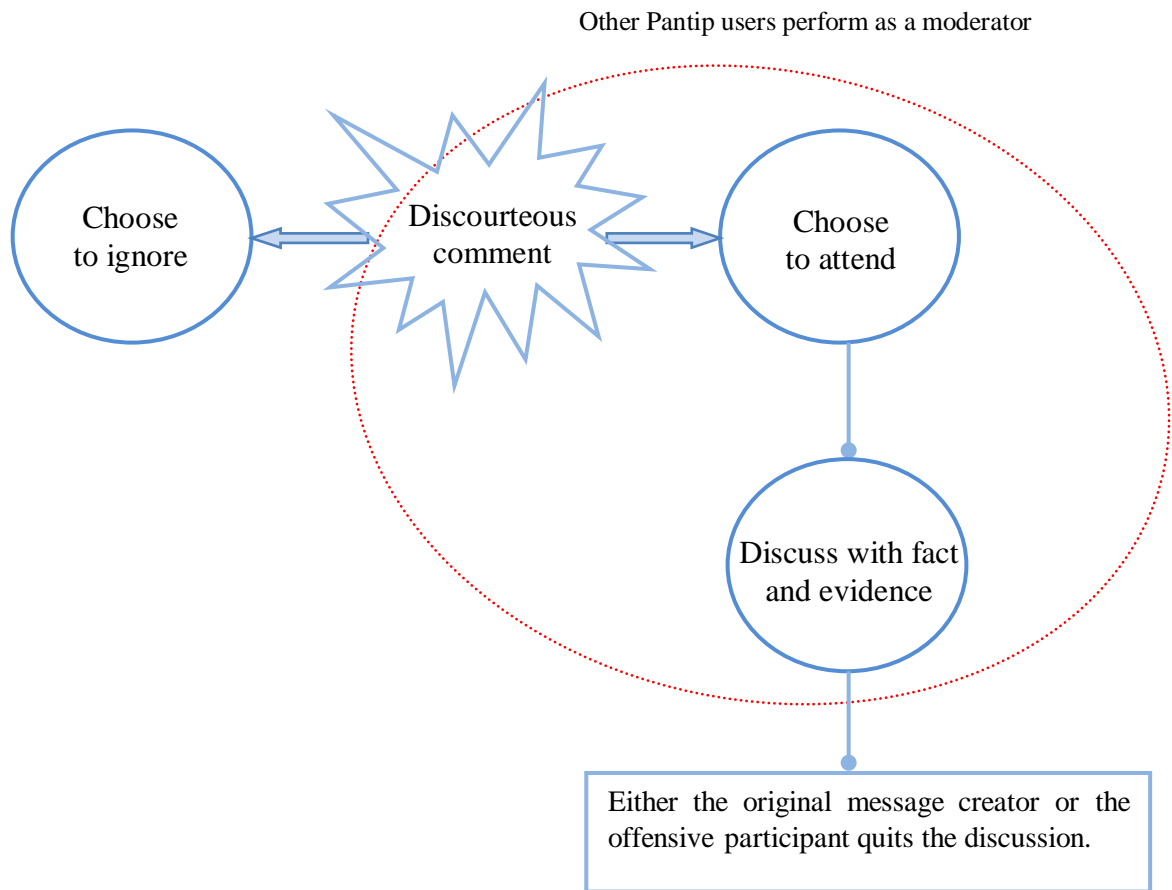 Other Pantip users perform as a moderator
Choose
to ignore
Discourteous
comment
Choose
to attend
Discuss with fact
and evidence
Either the original message creator or the
offensive participant quits the discussion.